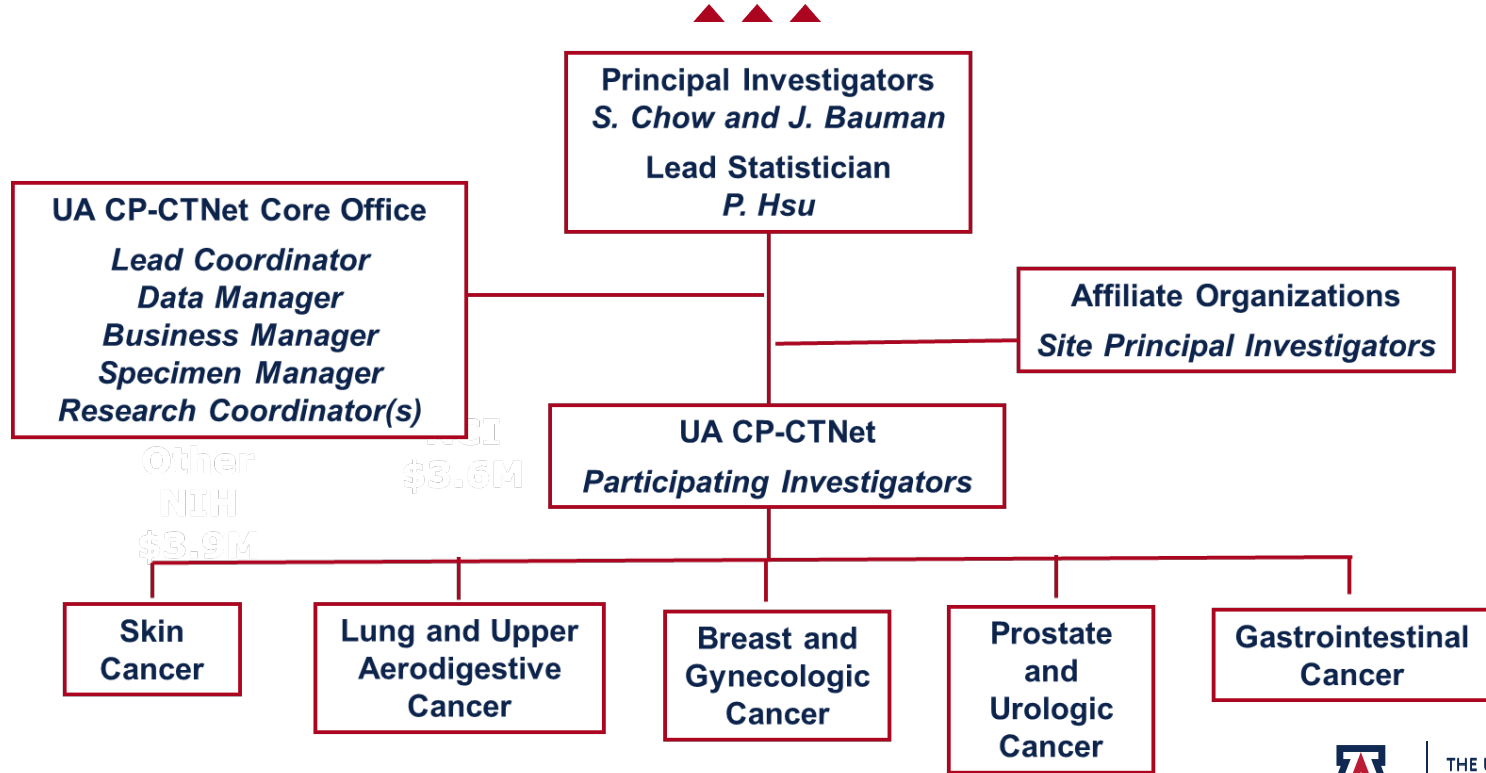 Principal Investigators
S. Chow and J. Bauman
Lead Statistician
P. Hsu
UA CP-CTNet Core Office
Lead Coordinator
Data Manager
Business Manager
Specimen Manager
Research Coordinator(s)
Affiliate Organizations
Site Principal Investigators
UA CP-CTNet
Participating Investigators
Other
NIH
$3.9M
$3.6M
Skin
Cancer
Lung and Upper
Aerodigestive
Cancer
Breast and
Gynecologic
Cancer
Prostate
and
Urologic
Cancer
Gastrointestinal
Cancer
THE